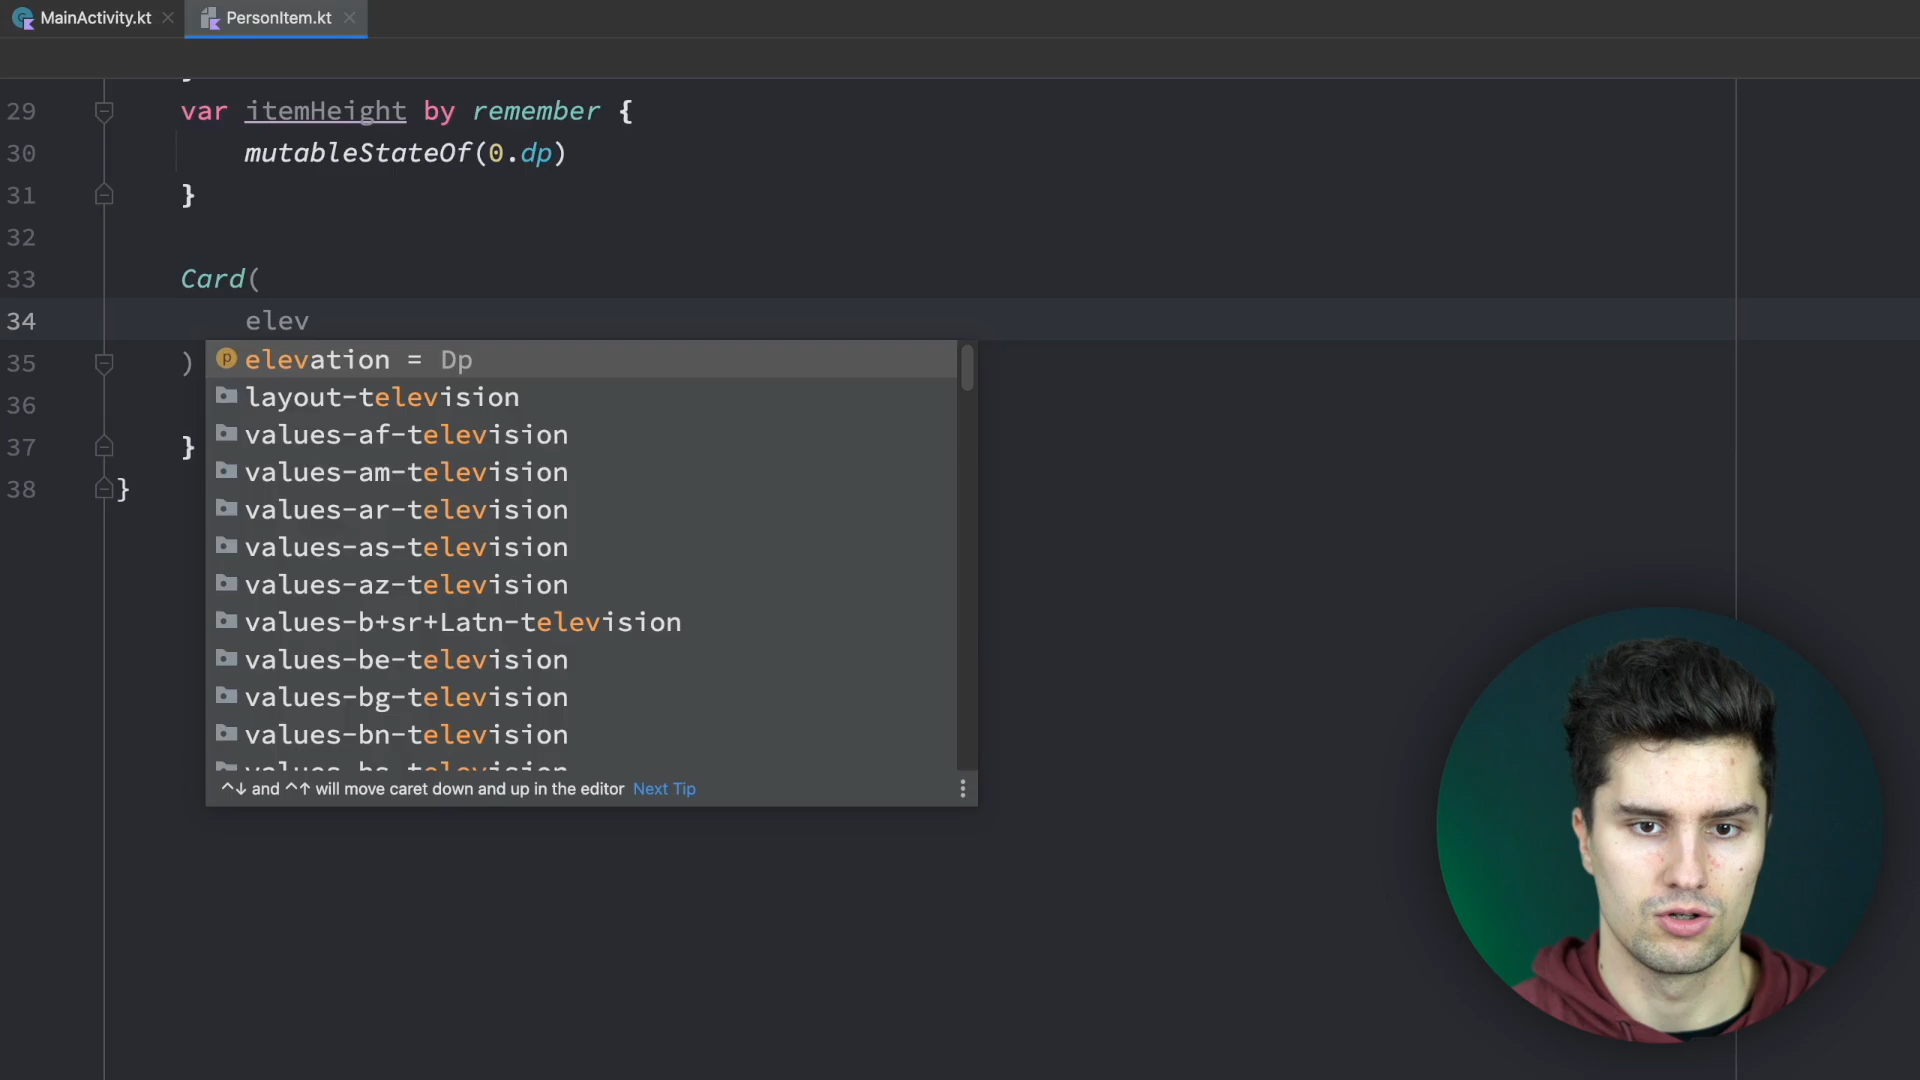 MainActivity.kt
PersonItem.kt
29 var itemHeight by remember {
30 mutableStateOf(0.dp)
31 }
32
33 Card(
34 elev
35 )
36
37 }
38 }
elevation = Dp
layout-television
values-af-television
values-am-television
values-ar-television
values-as-television
values-az-television
values-b+sr+Latn-television
values-be-television
values-bg-television
values-bn-television
values-bs-television
^↓ and ^↑ will move caret down and up in the editor Next Tip